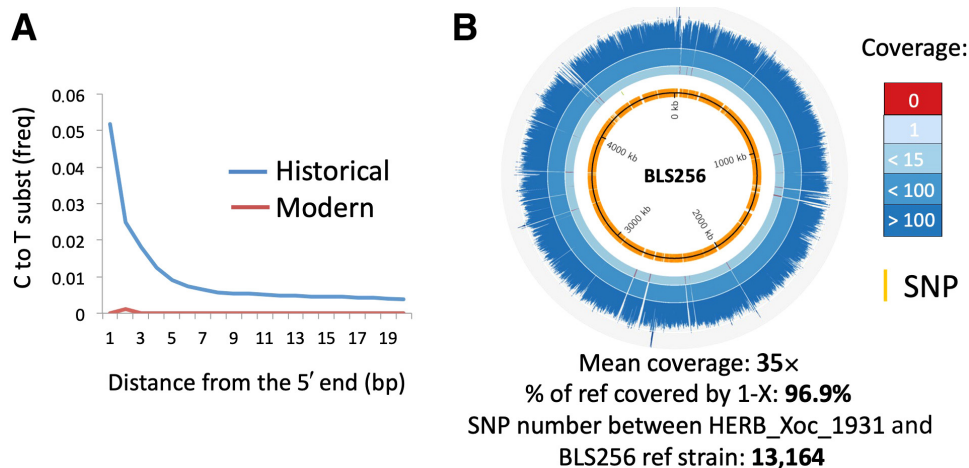 A
C to T subst (freq)
0.06
0.05
0.04
0.03
0.02
0.01
0
1 3 5 7 9 11 13 15 17 19
Distance from the 5′ end (bp)
Historical
Modern
B
0 kb
1000 kb
2000 kb
3000 kb
4000 kb
BLS256
Coverage:
0
1
< 15
< 100
> 100
SNP
Mean coverage: 35×
% of ref covered by 1-X: 96.9%
SNP number between HERB_Xoc_1931 and
BLS256 ref strain: 13,164